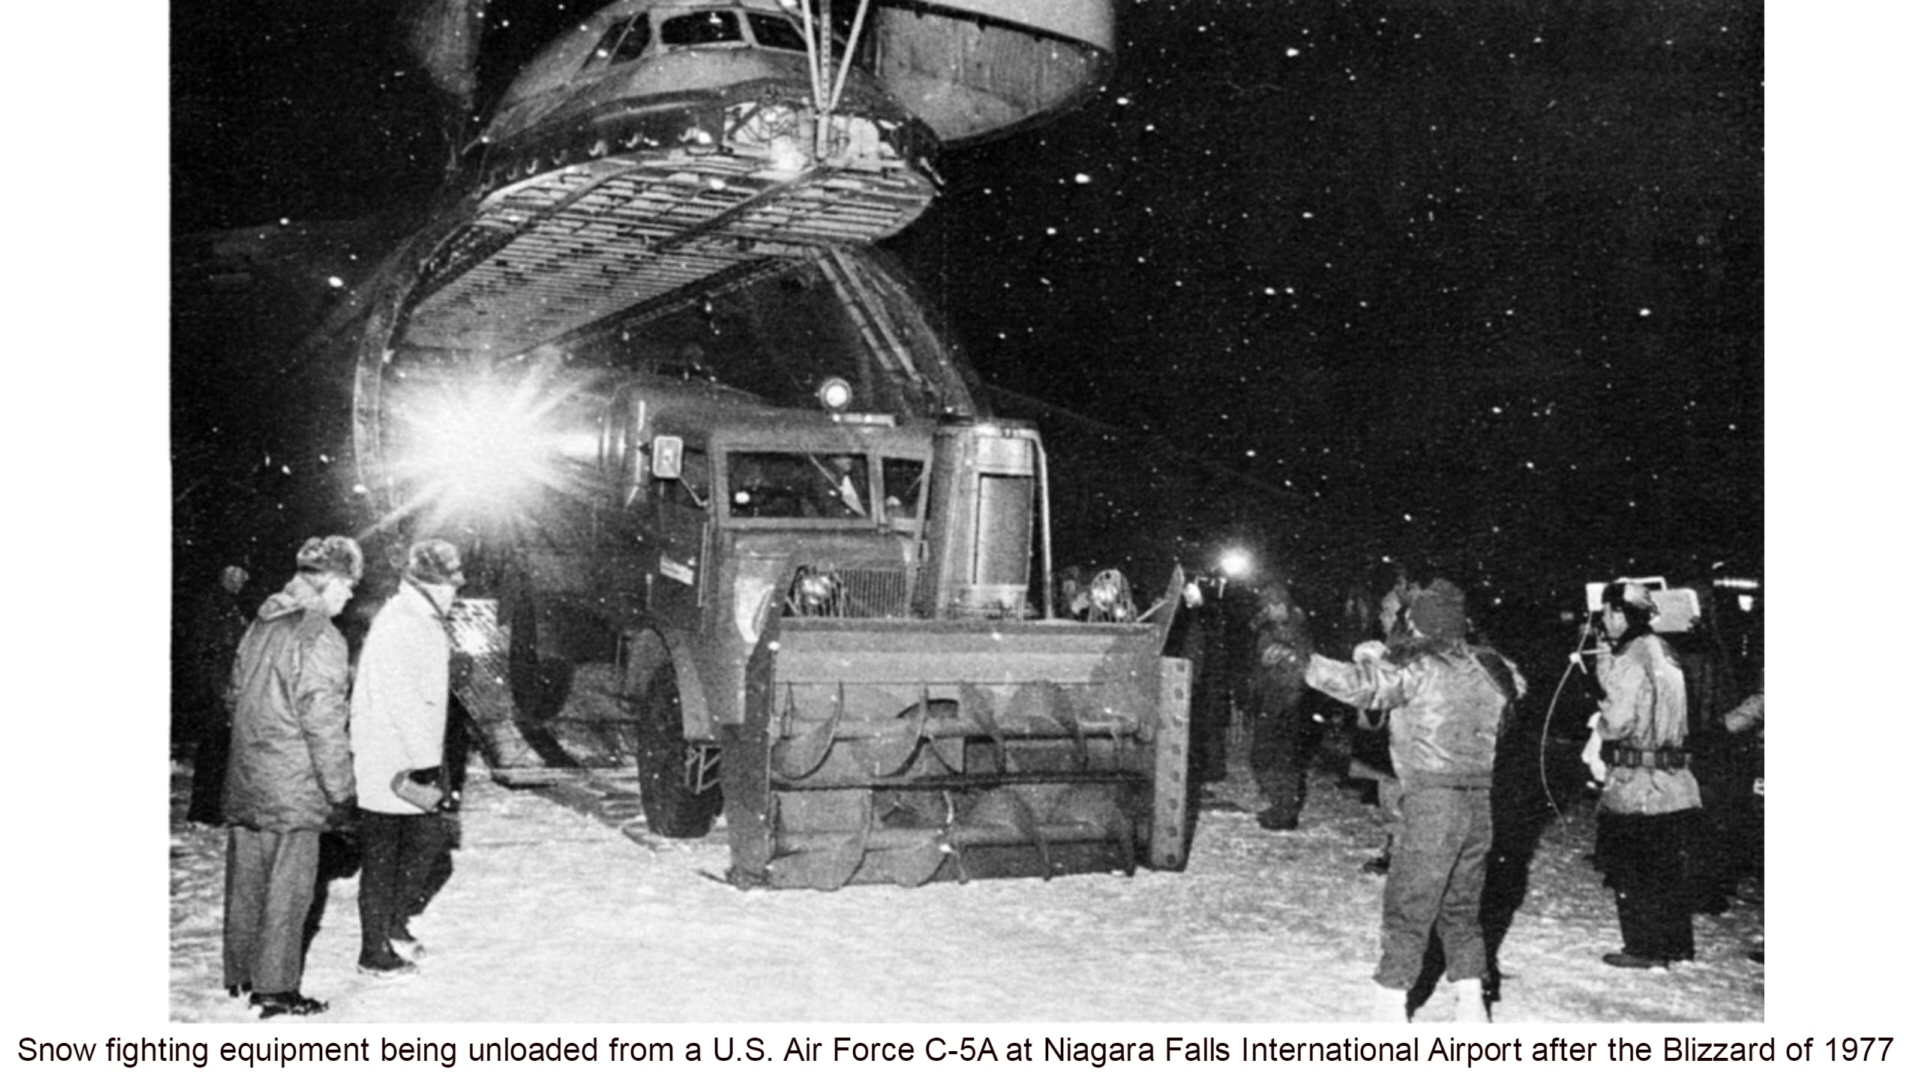 Snow fighting equipment being unloaded from a U.S. Air Force C-5A at Niagara Falls International Airport after the Blizzard of 1977